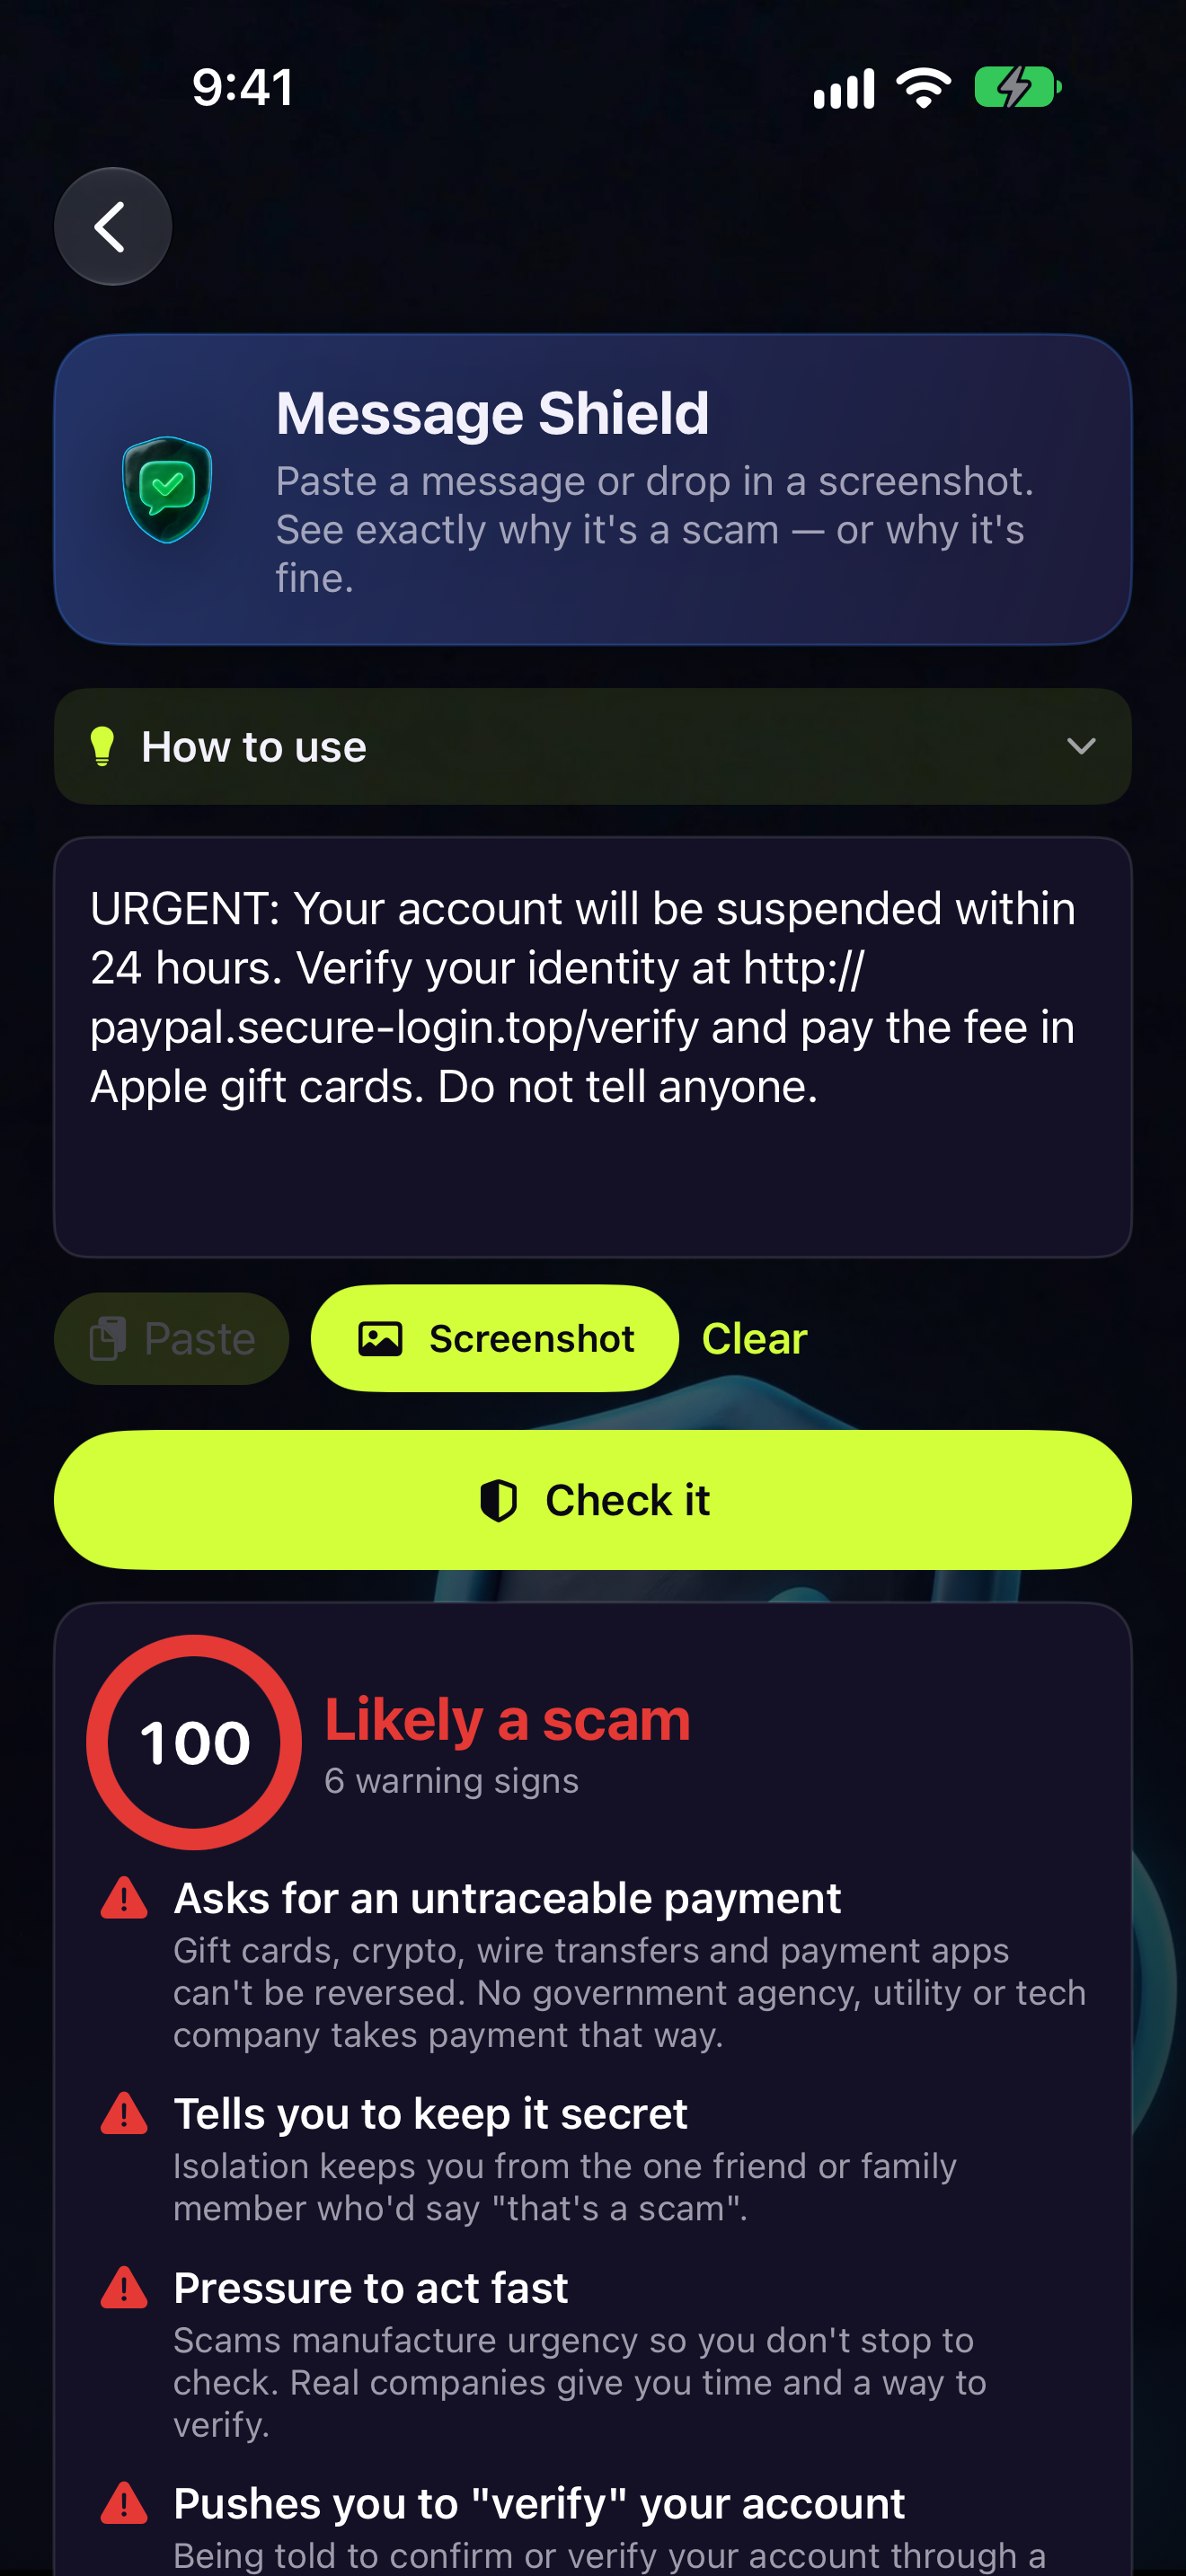 9:41
Message Shield
Paste a message or drop in a screenshot.
See exactly why it's a scam — or why it's
fine.
How to use
URGENT: Your account will be suspended within
24 hours. Verify your identity at http://
paypal.secure-login.top/verify and pay the fee in
Apple gift cards. Do not tell anyone.
Paste
Screenshot
Clear
Check it
100
Likely a scam
6 warning signs
Asks for an untraceable payment
Gift cards, crypto, wire transfers and payment apps
can't be reversed. No government agency, utility or tech
company takes payment that way.
Tells you to keep it secret
Isolation keeps you from the one friend or family
member who'd say "that's a scam".
Pressure to act fast
Scams manufacture urgency so you don't stop to
check. Real companies give you time and a way to
verify.
Pushes you to "verify" your account
Being told to confirm or verify your account through a